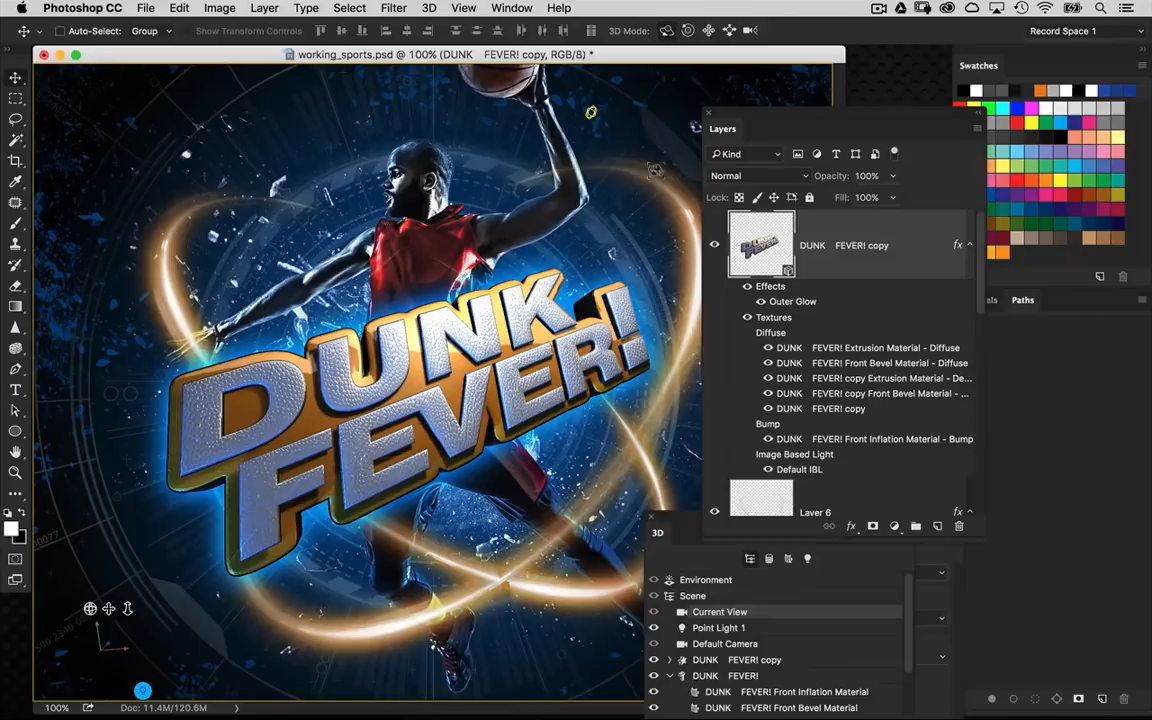 Photoshop CC File Edit Image Layer Type Select Filter 3D View Window Help
Auto-Select: Group Show Transform Controls 3D Mode: Record Space 1
working_sports.psd @ 100% (DUNK FEVER! copy, RGB/8) *
Swatches
Layers
Kind
Normal Opacity: 100%
Lock: Fill: 100%
DUNK FEVER! copy fx
Effects
Outer Glow
Textures
Diffuse
DUNK FEVER! Extrusion Material - Diffuse
DUNK FEVER! Front Bevel Material - Diffuse
DUNK FEVER! copy Extrusion Material - De...
DUNK FEVER! copy Front Bevel Material - ...
DUNK FEVER! copy
Bump
DUNK FEVER! Front Inflation Material - Bump
Image Based Light
Default IBL
Layer 6 fx
fx
els Paths
DUNK
FEVER!
3D
Environment
Scene
Current View
Point Light 1
Default Camera
DUNK FEVER! copy
DUNK FEVER!
DUNK FEVER! Front Inflation Material
DUNK FEVER! Front Bevel Material
100% Doc: 11.4M/120.6M